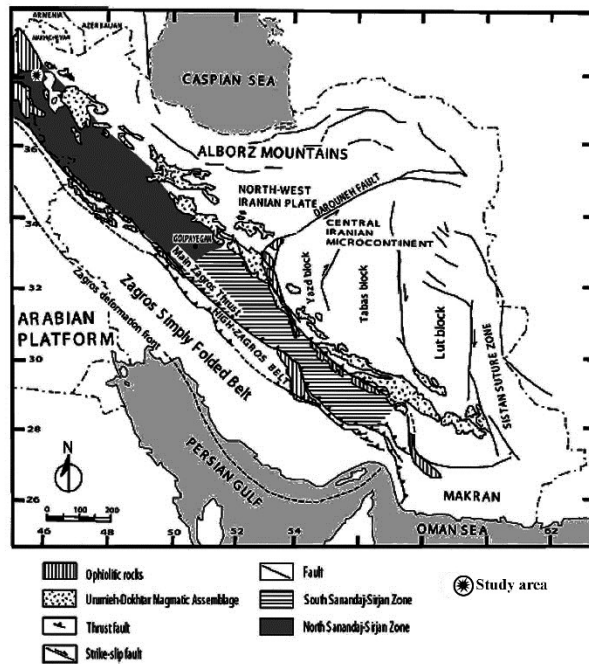 ARMENIA
AZERBAIJAN
CASPIAN SEA
36
ALBORZ MOUNTAINS
NORTH-WEST
IRANIAN PLATE
DAROUNEH FAULT
34
CENTRAL
IRANIAN
MICROCONTINENT
GOLPAYEGAN
Main Zagros Thrust
Yazd block
Tabas block
Lut block
32
HIGH-ZAGROS BELT
Zagros Simply Folded Belt
Zagros deformation front
ARABIAN
PLATFORM
30
SISTAN SUTURE ZONE
28
N
PERSIAN GULF
MAKRAN
26
0 100 200
OMAN SEA
46 50 52 54 62
Ophiolitic rocks
Fault
Study area
Urumieh-Dokhtar Magmatic Assemblage
South Sanandaj-Sirjan Zone
Thrust fault
North Sanandaj-Sirjan Zone
Strike-slip fault